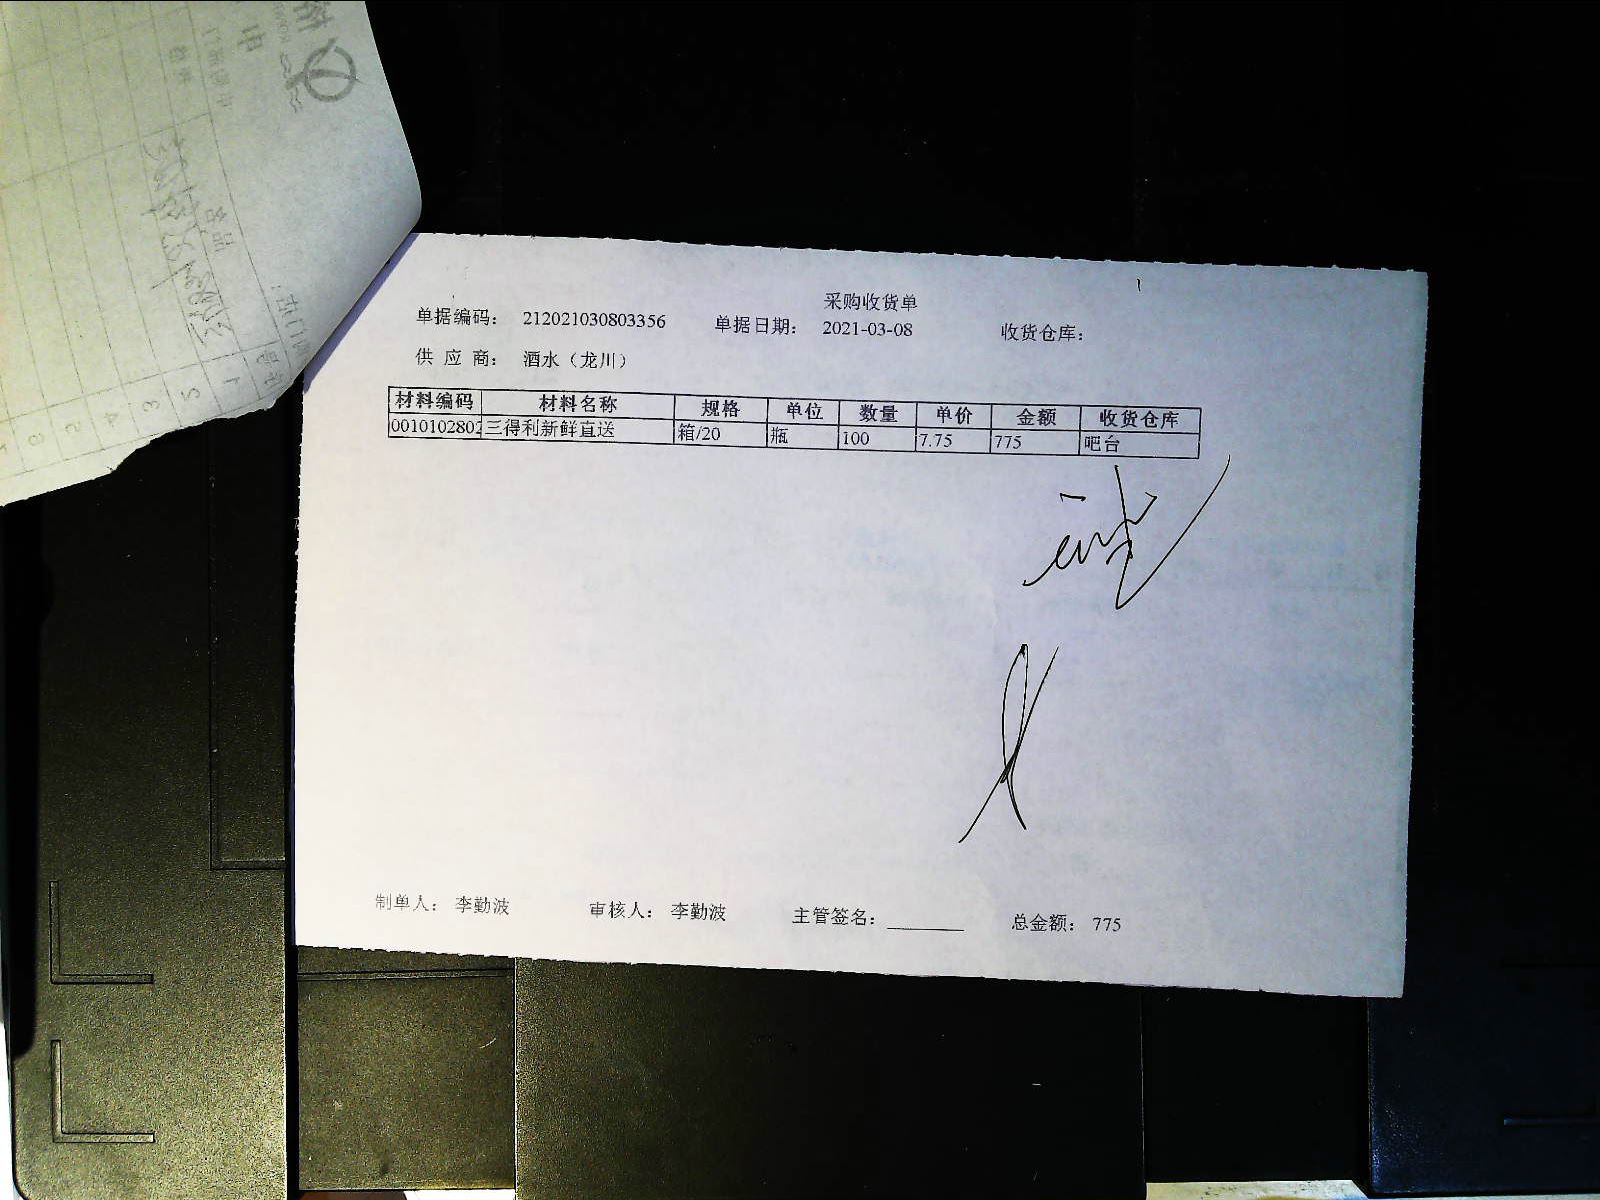 采购收货单
单据编码： 212021030803356 单据日期： 2021-03-08 收货仓库：
供 应 商： 酒水（龙川）
材料编码 材料名称 规格 单位 数量 单价 金额 收货仓库
0010102802 三得利新鲜直送 箱/20 瓶 100 7.75 775 吧台
制单人： 李勤波 审核人： 李勤波 主管签名： 总金额： 775